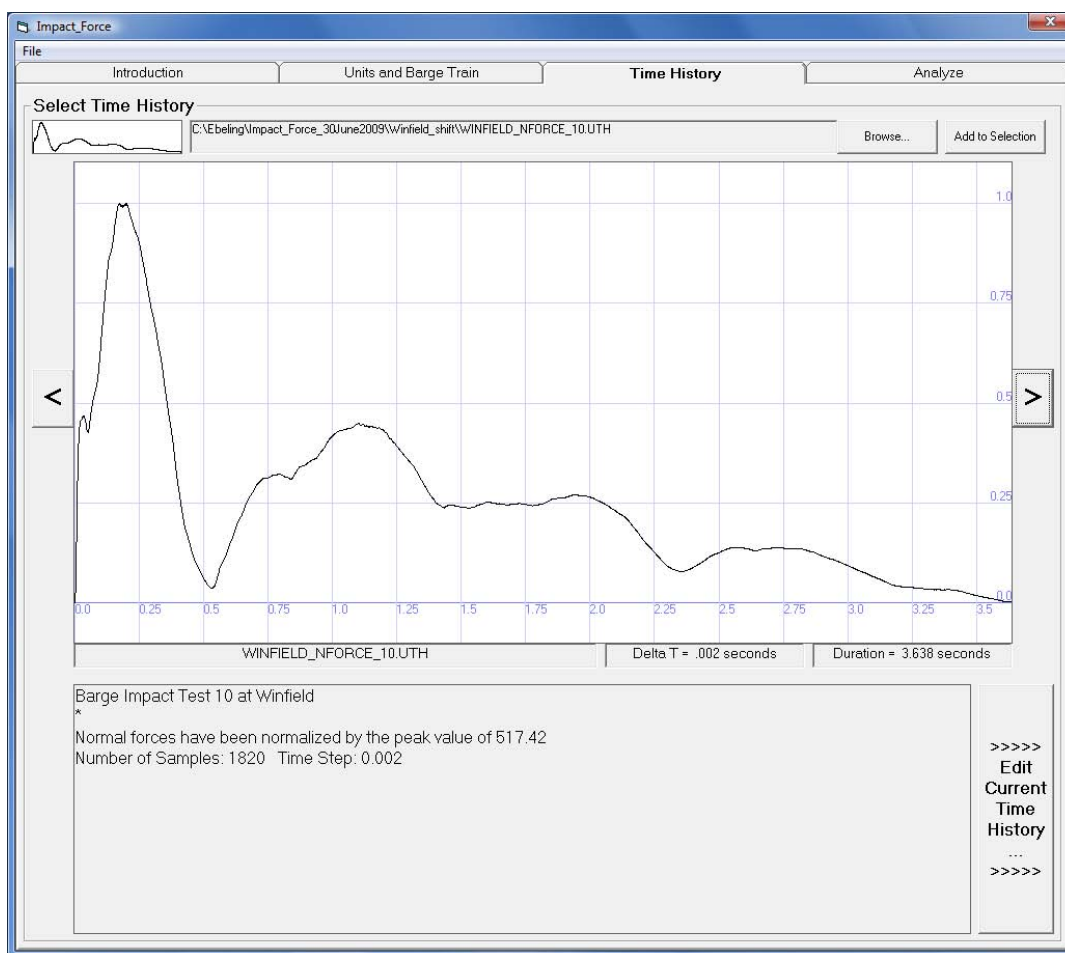 Impact_Force
x
File
Introduction
Units and Barge Train
Time History
Analyze
Select Time History
C:\Ebeling\Impact_Force_30June2009\Winfield_shift\WINFIELD_NFORCE_10.UTH
Browse...
Add to Selection
1.0
0.75
<
0.5
>
0.25
0.0
0.0 0.25 0.5 0.75 1.0 1.25 1.5 1.75 2.0 2.25 2.5 2.75 3.0 3.25 3.5
WINFIELD_NFORCE_10.UTH
Delta T = .002 seconds
Duration = 3.638 seconds
Barge Impact Test 10 at Winfield
*
Normal forces have been normalized by the peak value of 517.42
Number of Samples: 1820 Time Step: 0.002
>>>>>
Edit
Current
Time
History
...
>>>>>